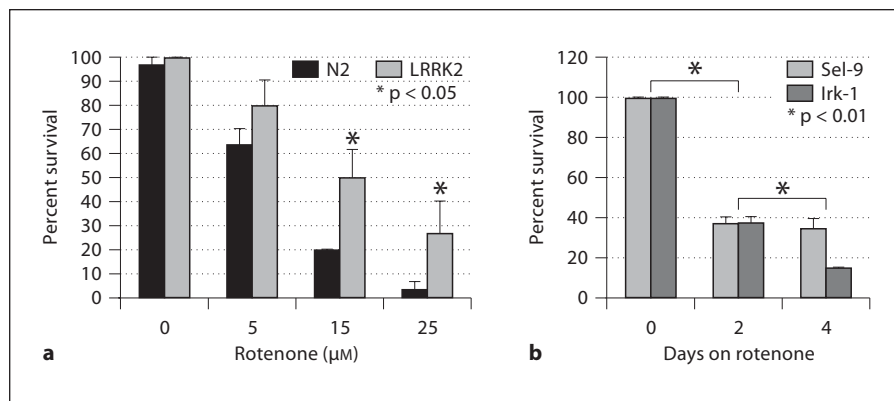 100
90
80
70
60
50
40
30
20
10
0
Percent survival
N2 LRRK2
* p < 0.05
*
*
0 5 15 25
Rotenone (µM)
a
120
100
80
60
40
20
0
Percent survival
Sel-9
Irk-1
* p < 0.01
*
*
0 2 4
Days on rotenone
b